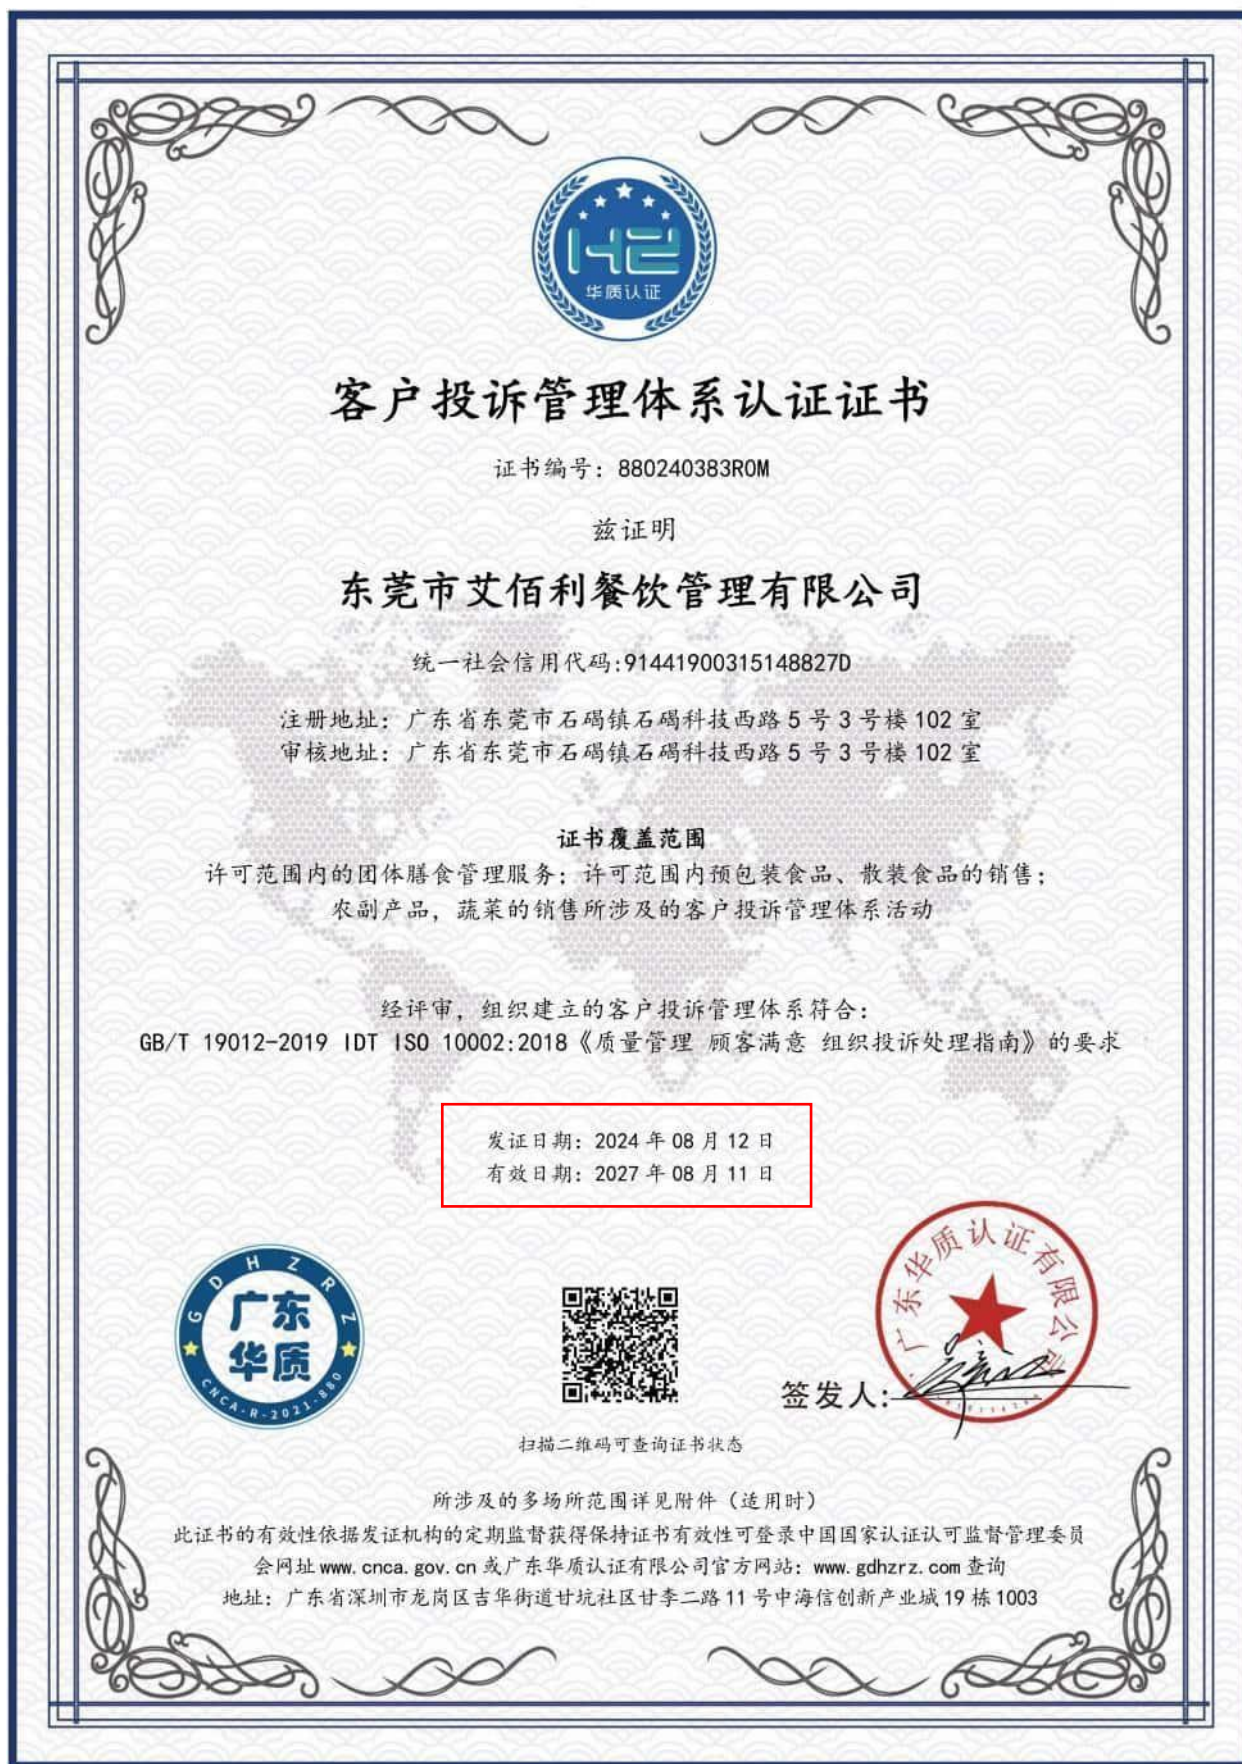 华质认证
客户投诉管理体系认证证书
证书编号：880240383R0M
兹证明
东莞市艾佰利餐饮管理有限公司
统一社会信用代码:91441900315148827D
注册地址：广东省东莞市石碣镇石碣科技西路5号3号楼102室
审核地址：广东省东莞市石碣镇石碣科技西路5号3号楼102室
证书覆盖范围
许可范围内的团体膳食管理服务；许可范围内预包装食品、散装食品的销售；
农副产品，蔬菜的销售所涉及的客户投诉管理体系活动
经评审，组织建立的客户投诉管理体系符合：
GB/T 19012-2019 IDT ISO 10002:2018《质量管理 顾客满意 组织投诉处理指南》的要求
发证日期：2024年08月12日
有效日期：2027年08月11日
GDHZRZ
广东
华质
CNCA-R-2021-880
广东华质认证有限公司
签发人:
扫描二维码可查询证书状态
所涉及的多场所范围详见附件（适用时）
此证书的有效性依据发证机构的定期监督获得保持证书有效性可登录中国国家认证认可监督管理委员
会网址www.cnca.gov.cn或广东华质认证有限公司官方网站：www.gdhzrz.com查询
地址：广东省深圳市龙岗区吉华街道甘坑社区甘李二路11号中海信创新产业城19栋1003